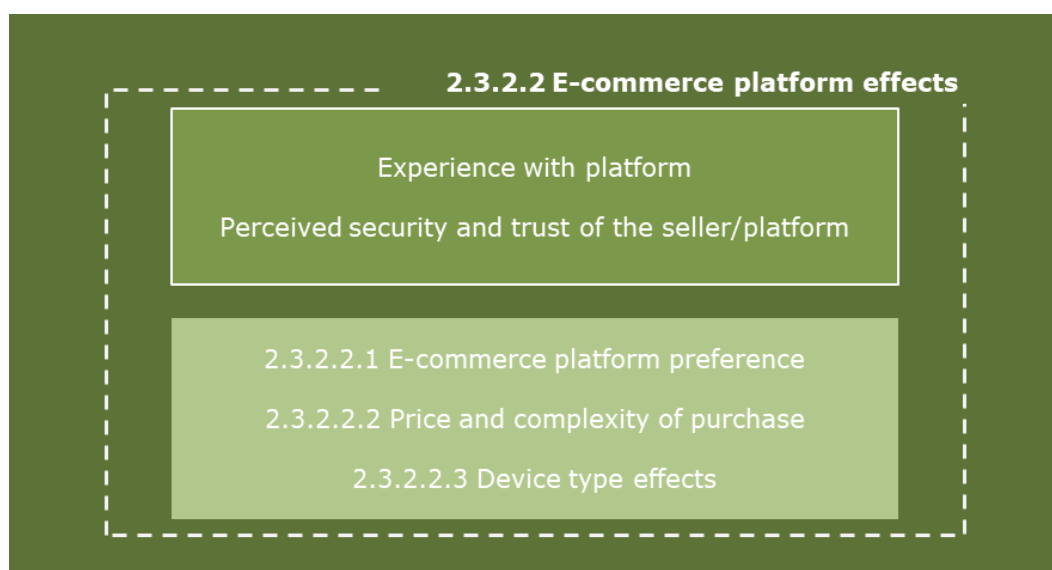 2.3.2.2 E-commerce platform effects
Experience with platform
Perceived security and trust of the seller/platform
2.3.2.2.1 E-commerce platform preference
2.3.2.2.2 Price and complexity of purchase
2.3.2.2.3 Device type effects